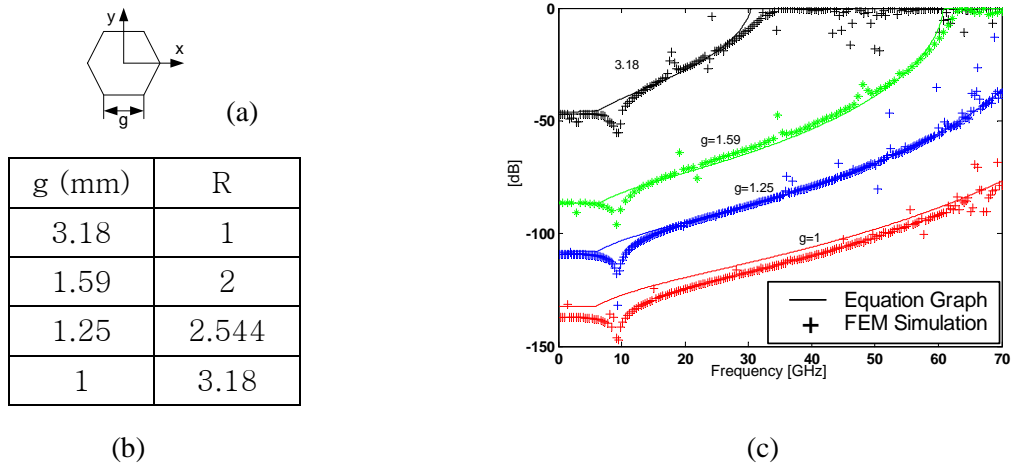 y
x
g
(a)
g (mm) R
3.18 1
1.59 2
1.25 2.544
1 3.18
(b)
0
-50
-100
-150
[dB]
3.18
g=1.59
g=1.25
g=1
Equation Graph
FEM Simulation
0 10 20 30 40 50 60 70
Frequency [GHz]
(c)